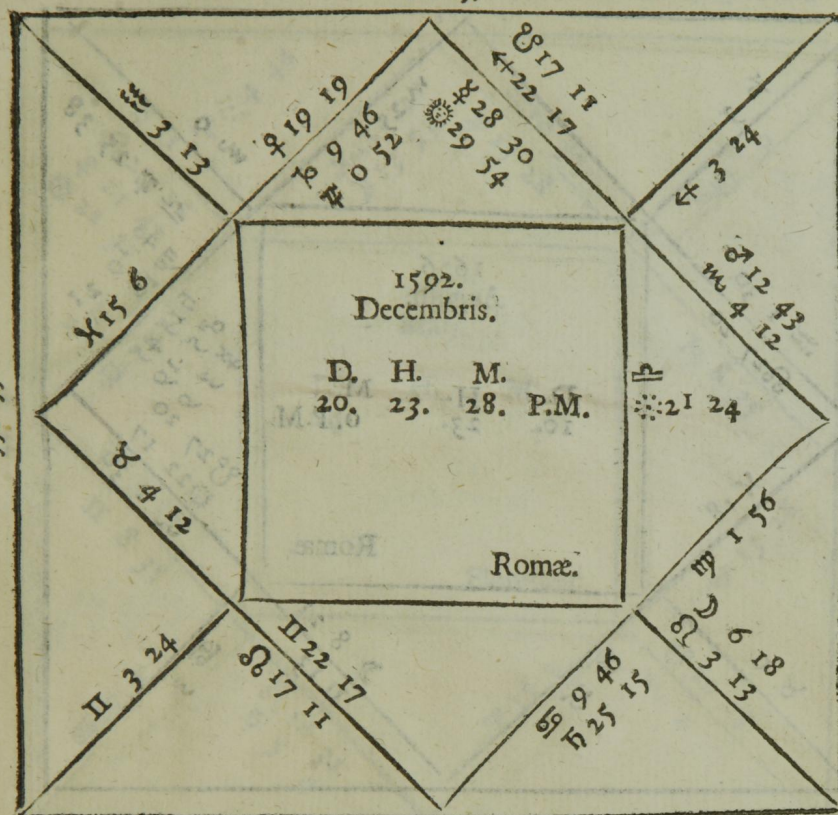 ☋ 17 11
♐ 22 17
☿ 28 30
☉ 29 54
♀ 19 19
♑ 9 46
♃ 0 52
♒ 3 13
♓ 15 6
♐ 3 24
♂ 12 43
♏ 4 12
1592.
Decembris.
D. H. M.
20. 23. 28. P.M.
Romæ.
♎
21 24
♉ 4 12
♊ 3 24
♊ 22 17
☊ 17 11
♋ 9 46
♄ 25 15
♍ 1 56
☽ 6 18
♌ 3 13